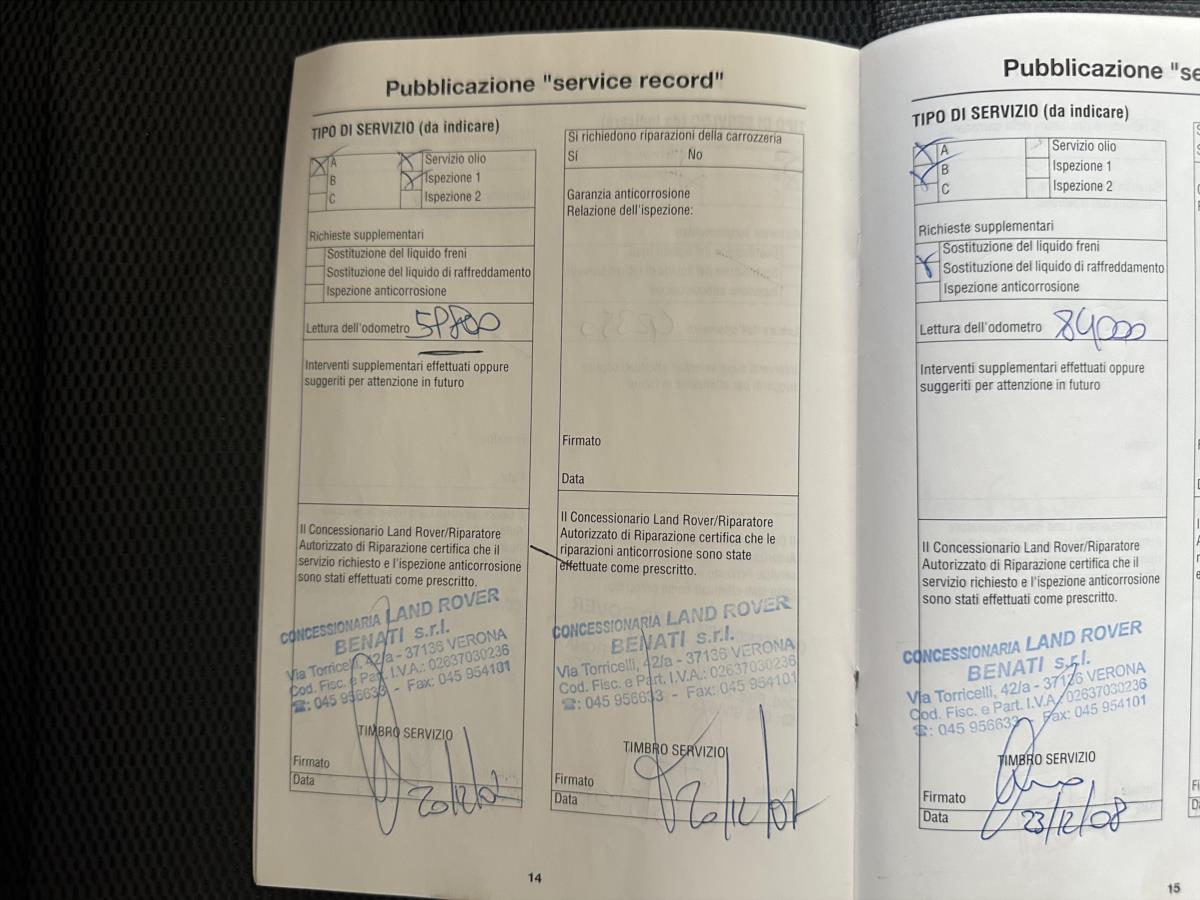 Pubblicazione "service record"
TIPO DI SERVIZIO (da indicare)
A
B
C
Servizio olio
Ispezione 1
Ispezione 2
Richieste supplementari
Sostituzione del liquido freni
Sostituzione del liquido di raffreddamento
Ispezione anticorrosione
Lettura dell'odometro
Interventi supplementari effettuati oppure
suggeriti per attenzione in futuro
Il Concessionario Land Rover/Riparatore
Autorizzato di Riparazione certifica che il
servizio richiesto e l'ispezione anticorrosione
sono stati effettuati come prescritto.
CONCESSIONARIA LAND ROVER
BENATI s.r.l.
Via Torricelli, 42/a - 37136 VERONA
Cod. Fisc. e Part. I.V.A.: 02637030236
☎: 045 956633 - Fax: 045 954101
TIMBRO SERVIZIO
Firmato
Data 20/12/07
Si richiedono riparazioni della carrozzeria
Sí No
Garanzia anticorrosione
Relazione dell'ispezione:
Firmato
Data
Il Concessionario Land Rover/Riparatore
Autorizzato di Riparazione certifica che le
riparazioni anticorrosione sono state
effettuate come prescritto.
CONCESSIONARIA LAND ROVER
BENATI s.r.l.
Via Torricelli, 42/a - 37136 VERONA
Cod. Fisc. e Part. I.V.A.: 02637030236
☎: 045 956633 - Fax: 045 954101
TIMBRO SERVIZIO
Firmato
Data 20/12/07
14
Pubblicazione "se
TIPO DI SERVIZIO (da indicare)
A
B
C
Servizio olio
Ispezione 1
Ispezione 2
Richieste supplementari
Sostituzione del liquido freni
Sostituzione del liquido di raffreddamento
Ispezione anticorrosione
Lettura dell'odometro 84000
Interventi supplementari effettuati oppure
suggeriti per attenzione in futuro
Il Concessionario Land Rover/Riparatore
Autorizzato di Riparazione certifica che il
servizio richiesto e l'ispezione anticorrosione
sono stati effettuati come prescritto.
CONCESSIONARIA LAND ROVER
BENATI s.r.l.
Via Torricelli, 42/a - 37136 VERONA
Cod. Fisc. e Part. I.V.A.: 02637030236
☎: 045 956633 - Fax: 045 954101
TIMBRO SERVIZIO
Firmato
Data 23/12/08
15